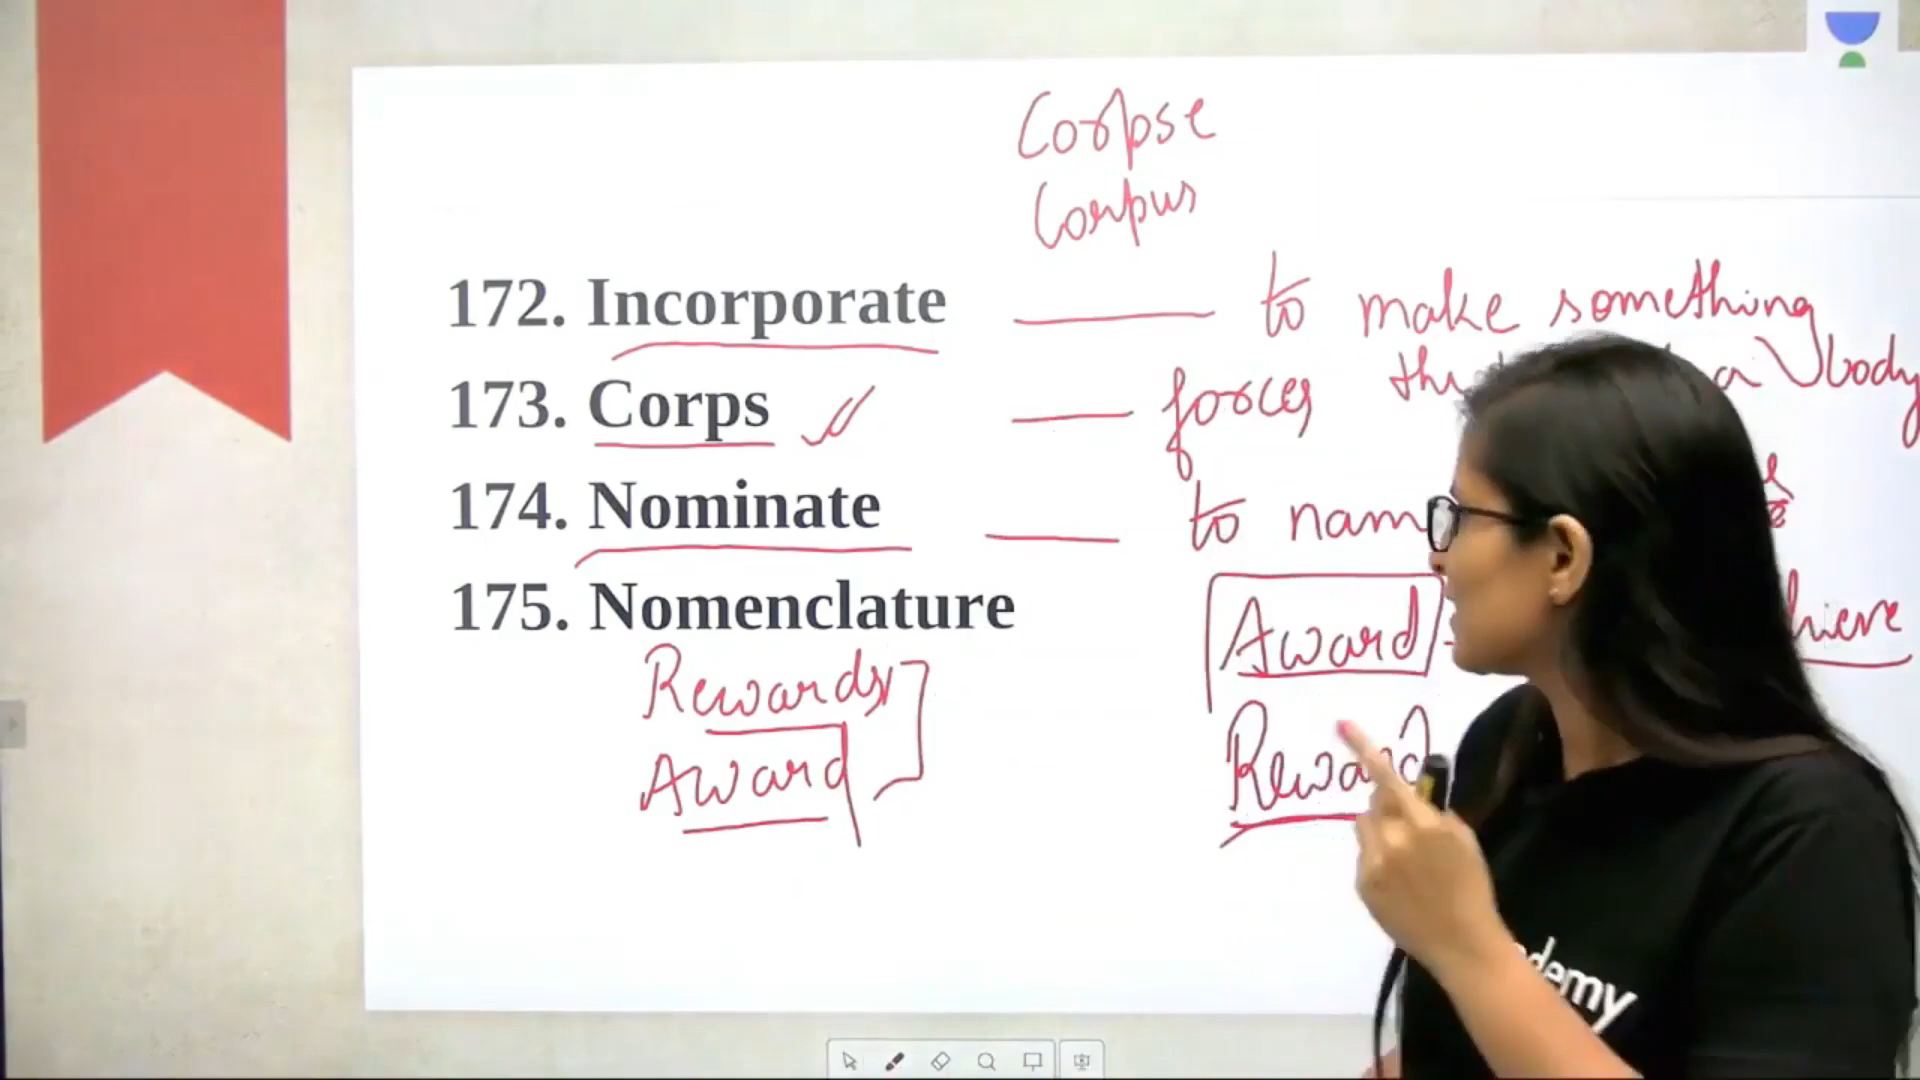 Corpse
Corpus
172. Incorporate — to make something
a body
173. Corps — forces
174. Nominate — to nam
175. Nomenclature
Award
hieve
Rewards
Award
Reward
demy